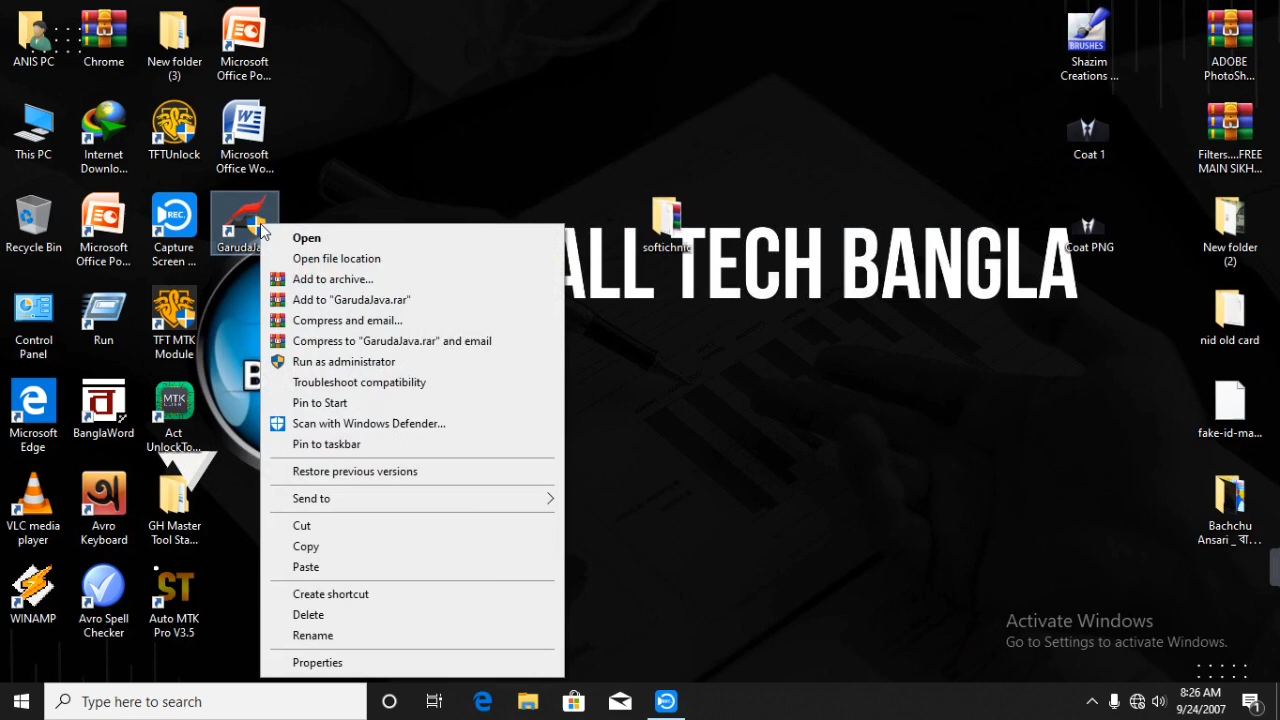 ANIS PC
Chrome
New folder
(3)
Microsoft
Office Po...
This PC
Internet
Downlo...
TFTUnlock
Microsoft
Office Wo...
Recycle Bin
Microsoft
Office Po...
REC.
Capture
Screen ...
Control
Panel
Run
TFT MTK
Module
Microsoft
Edge
BanglaWord
MTK
Act
UnlockTo...
VLC media
player
Avro
Keyboard
GH Master
Tool Sta...
WINAMP
Avro Spell
Checker
ST
Auto MTK
Pro V3.5
Open
Open file location
Add to archive...
Add to "GarudaJava.rar"
Compress and email...
Compress to "GarudaJava.rar" and email
Run as administrator
Troubleshoot compatibility
Pin to Start
Scan with Windows Defender...
Pin to taskbar
Restore previous versions
Send to
Cut
Copy
Paste
Create shortcut
Delete
Rename
Properties
ALL TECH BANGLA
BRUSHES
Shazim
Creations ...
ADOBE
PhotoSh...
Coat 1
Filters....FREE
MAIN SIKH...
Coat PNG
New folder
(2)
nid old card
fake-id-ma...
Bachchu
Ansari _ বা...
Activate Windows
Go to Settings to activate Windows.
Type here to search
8:26 AM
9/24/2007
1